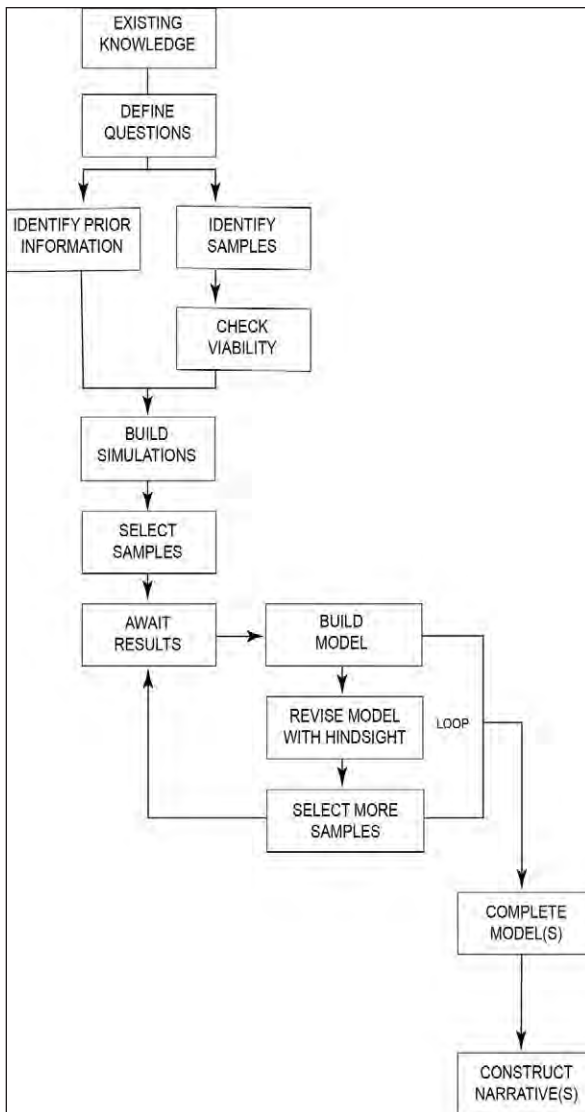 EXISTING
KNOWLEDGE
DEFINE
QUESTIONS
IDENTIFY PRIOR
INFORMATION
IDENTIFY
SAMPLES
CHECK
VIABILITY
BUILD
SIMULATIONS
SELECT
SAMPLES
AWAIT
RESULTS
BUILD
MODEL
REVISE MODEL
WITH HINDSIGHT
LOOP
SELECT MORE
SAMPLES
COMPLETE
MODEL(S)
CONSTRUCT
NARRATIVE(S)